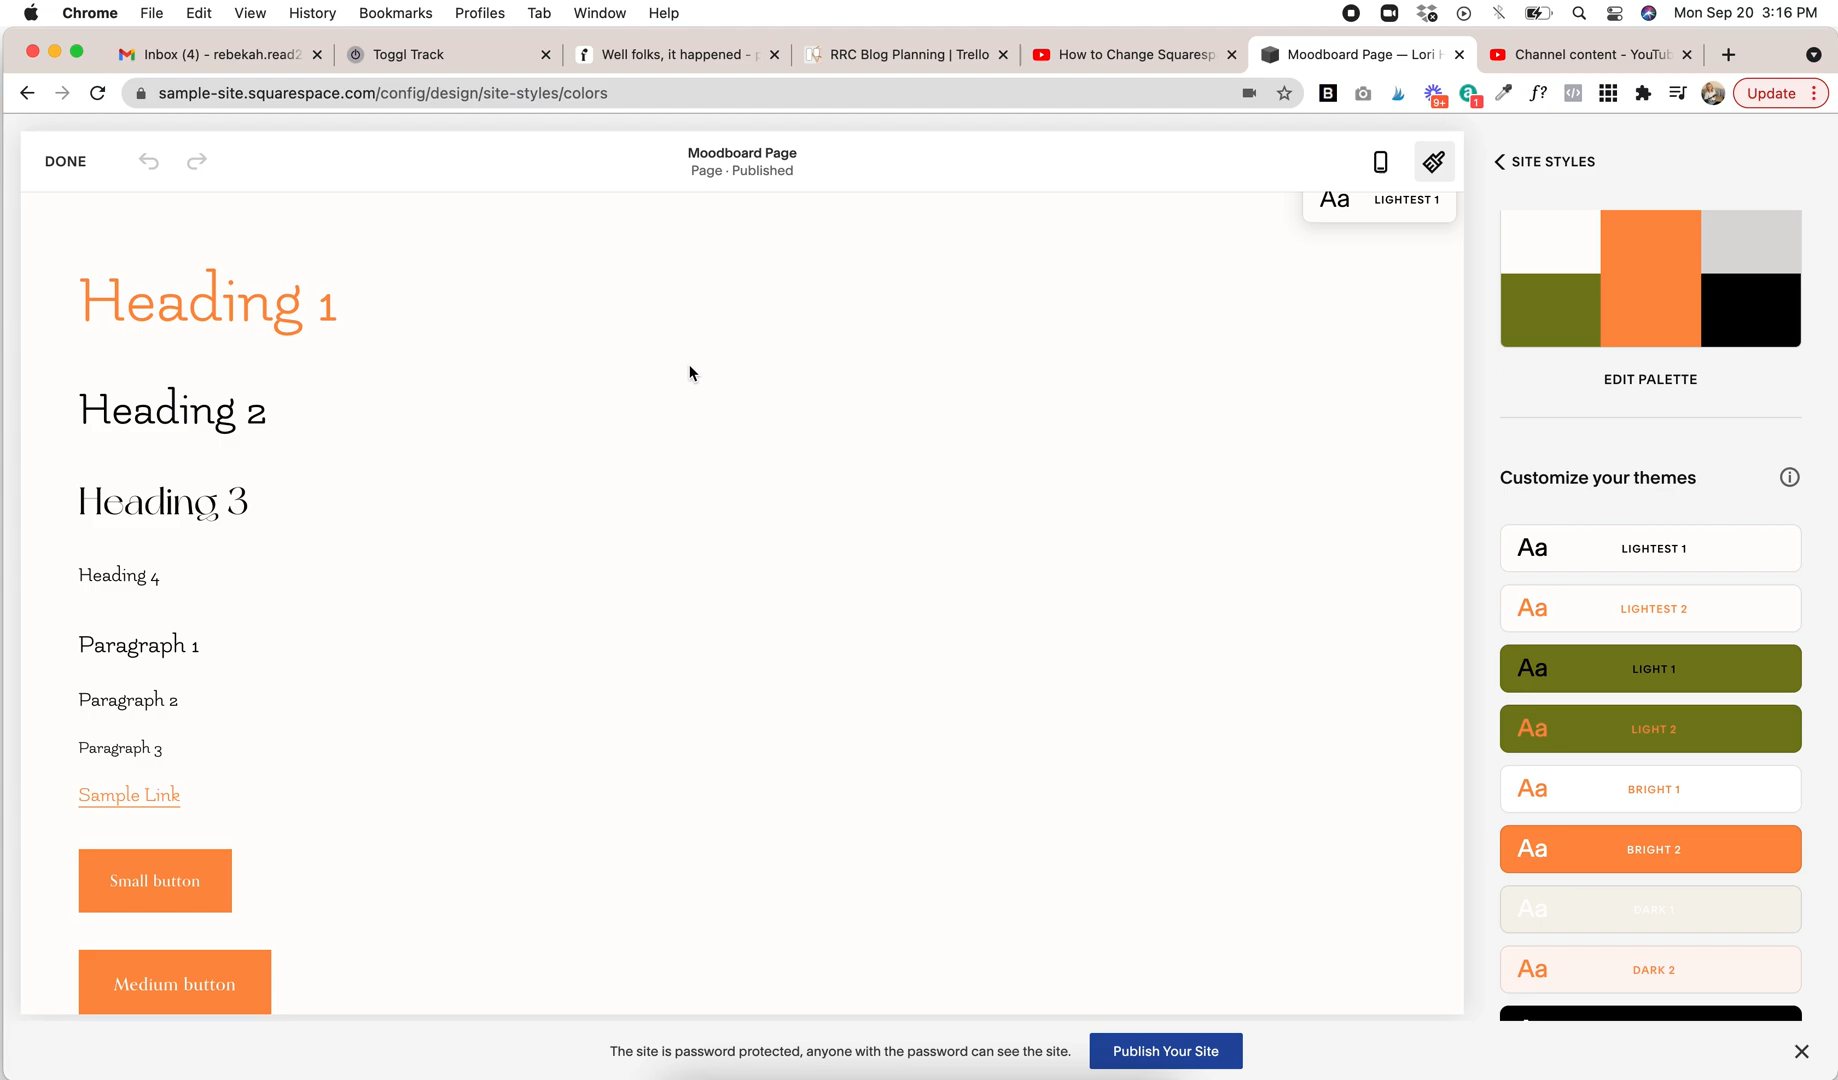 Chrome File Edit View History Bookmarks Profiles Tab Window Help Mon Sep 20 3:16 PM
Inbox (4) - rebekah.read2 Toggl Track Well folks, it happened - RRC Blog Planning | Trello How to Change Squaresp Moodboard Page — Lori Channel content - YouTub
sample-site.squarespace.com/config/design/site-styles/colors 9+ 1 f? Update
DONE
Moodboard Page
Page · Published
SITE STYLES
Aa LIGHTEST 1
Heading 1
Heading 2
Heading 3
Heading 4
Paragraph 1
Paragraph 2
Paragraph 3
Sample Link
Small button
Medium button
EDIT PALETTE
Customize your themes
Aa LIGHTEST 1
Aa LIGHTEST 2
Aa LIGHT 1
Aa LIGHT 2
Aa BRIGHT 1
Aa BRIGHT 2
Aa DARK 1
Aa DARK 2
The site is password protected, anyone with the password can see the site. Publish Your Site